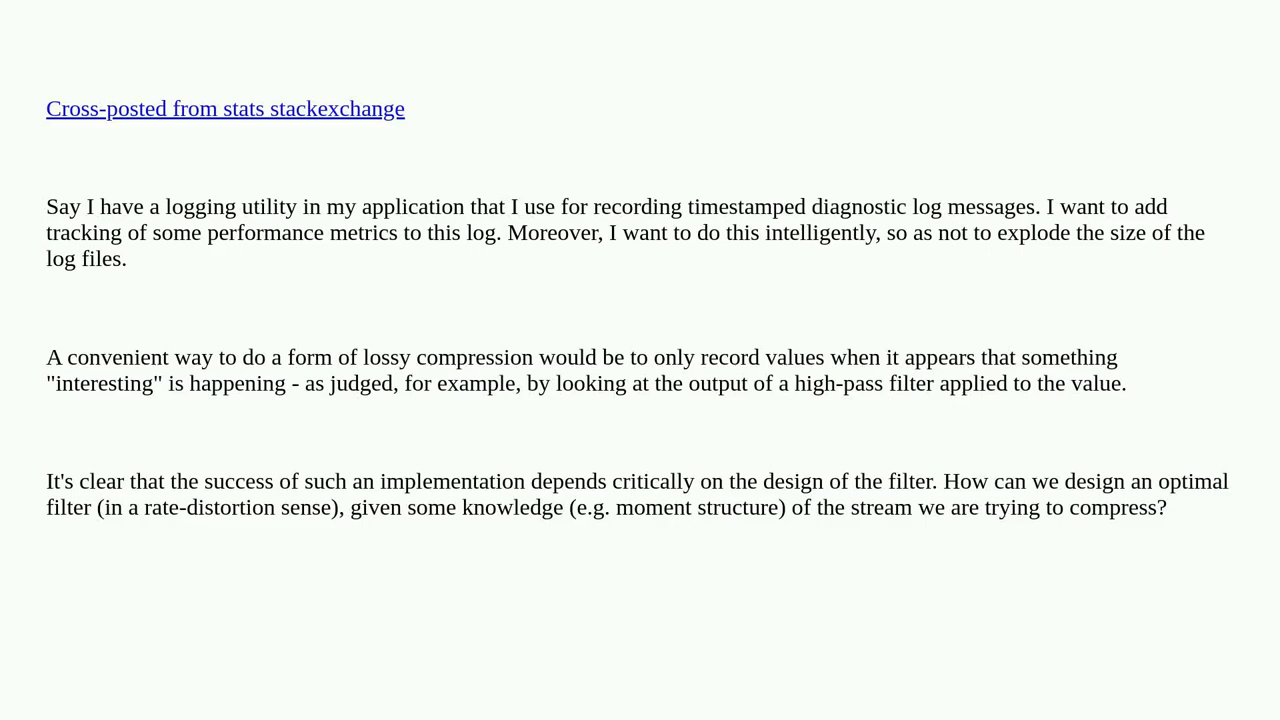 Cross-posted from stats stackexchange
Say I have a logging utility in my application that I use for recording timestamped diagnostic log messages. I want to add
tracking of some performance metrics to this log. Moreover, I want to do this intelligently, so as not to explode the size of the
log files.
A convenient way to do a form of lossy compression would be to only record values when it appears that something
"interesting" is happening - as judged, for example, by looking at the output of a high-pass filter applied to the value.
It's clear that the success of such an implementation depends critically on the design of the filter. How can we design an optimal
filter (in a rate-distortion sense), given some knowledge (e.g. moment structure) of the stream we are trying to compress?